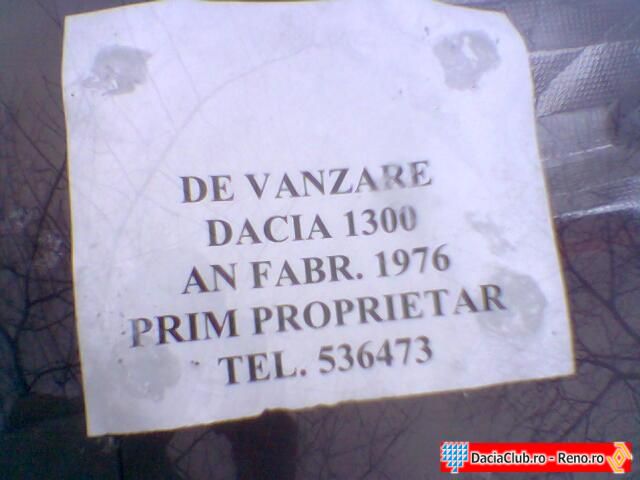 DE VANZARE
DACIA 1300
AN FABR. 1976
PRIM PROPRIETAR
TEL. 536473
DaciaClub.ro - Reno.ro